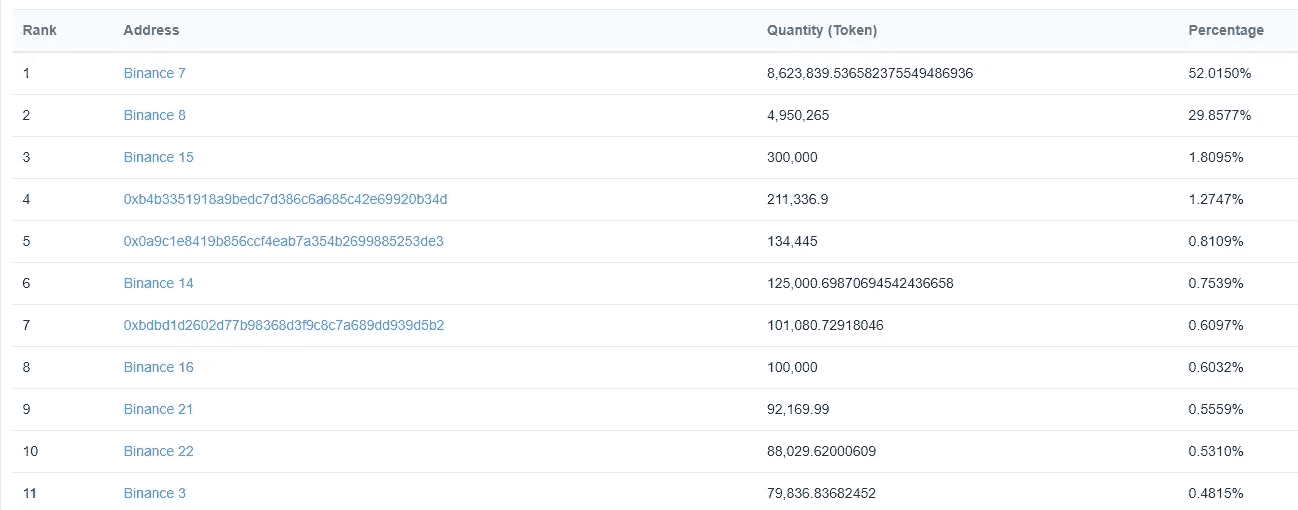 Rank Address Quantity (Token) Percentage
1 Binance 7 8,623,839.536582375549486936 52.0150%
2 Binance 8 4,950,265 29.8577%
3 Binance 15 300,000 1.8095%
4 0xb4b3351918a9bedc7d386c6a685c42e69920b34d 211,336.9 1.2747%
5 0x0a9c1e8419b856ccf4eab7a354b2699885253de3 134,445 0.8109%
6 Binance 14 125,000.69870694542436658 0.7539%
7 0xbdbd1d2602d77b98368d3f9c8c7a689dd939d5b2 101,080.72918046 0.6097%
8 Binance 16 100,000 0.6032%
9 Binance 21 92,169.99 0.5559%
10 Binance 22 88,029.62000609 0.5310%
11 Binance 3 79,836.83682452 0.4815%